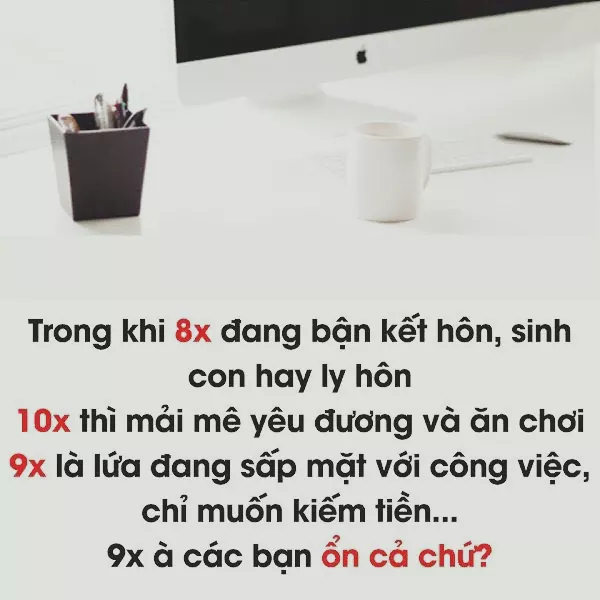 Trong khi 8x đang bận kết hôn, sinh
con hay ly hôn
10x thì mải mê yêu đương và ăn chơi
9x là lứa đang sấp mặt với công việc,
chỉ muốn kiếm tiền...
9x à các bạn ổn cả chứ?